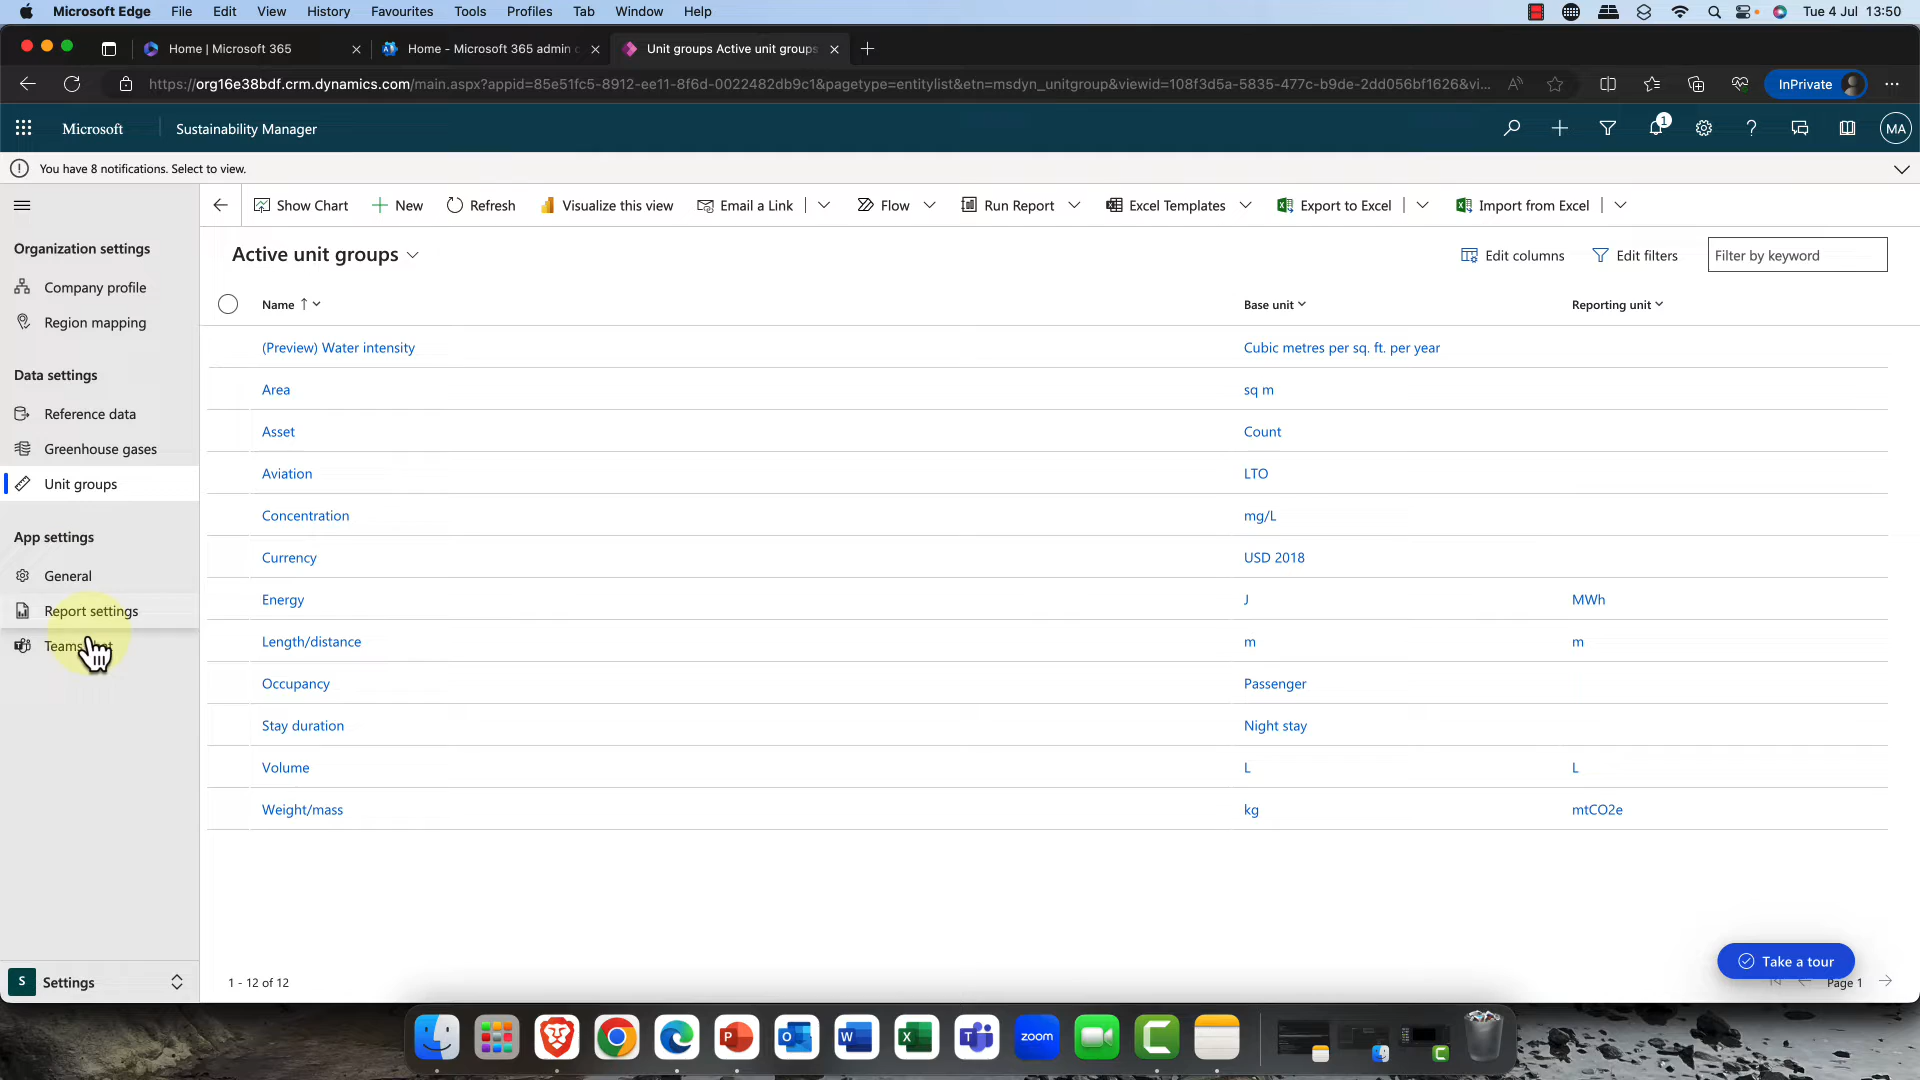 Microsoft Edge File Edit View History Favourites Tools Profiles Tab Window Help Tue 4 Jul 13:50
Home | Microsoft 365
Home - Microsoft 365 admin c
Unit groups Active unit groups
https://org16e38bdf.crm.dynamics.com/main.aspx?appid=85e51fc5-8912-ee11-8f6d-0022482db9c1&pagetype=entitylist&etn=msdyn_unitgroup&viewid=108f3d5a-5835-477c-b9de-2dd056bf1626&vi...
InPrivate
Microsoft Sustainability Manager
1
MA
You have 8 notifications. Select to view.
Show Chart New Refresh Visualize this view Email a Link Flow Run Report Excel Templates Export to Excel Import from Excel
Organization settings
Company profile
Region mapping
Data settings
Reference data
Greenhouse gases
Unit groups
App settings
General
Report settings
Teams
S Settings
Active unit groups
Edit columns Edit filters Filter by keyword
Name Base unit Reporting unit
(Preview) Water intensity Cubic metres per sq. ft. per year
Area sq m
Asset Count
Aviation LTO
Concentration mg/L
Currency USD 2018
Energy J MWh
Length/distance m m
Occupancy Passenger
Stay duration Night stay
Volume L L
Weight/mass kg mtCO2e
Take a tour
1 - 12 of 12
Page 1
zoom